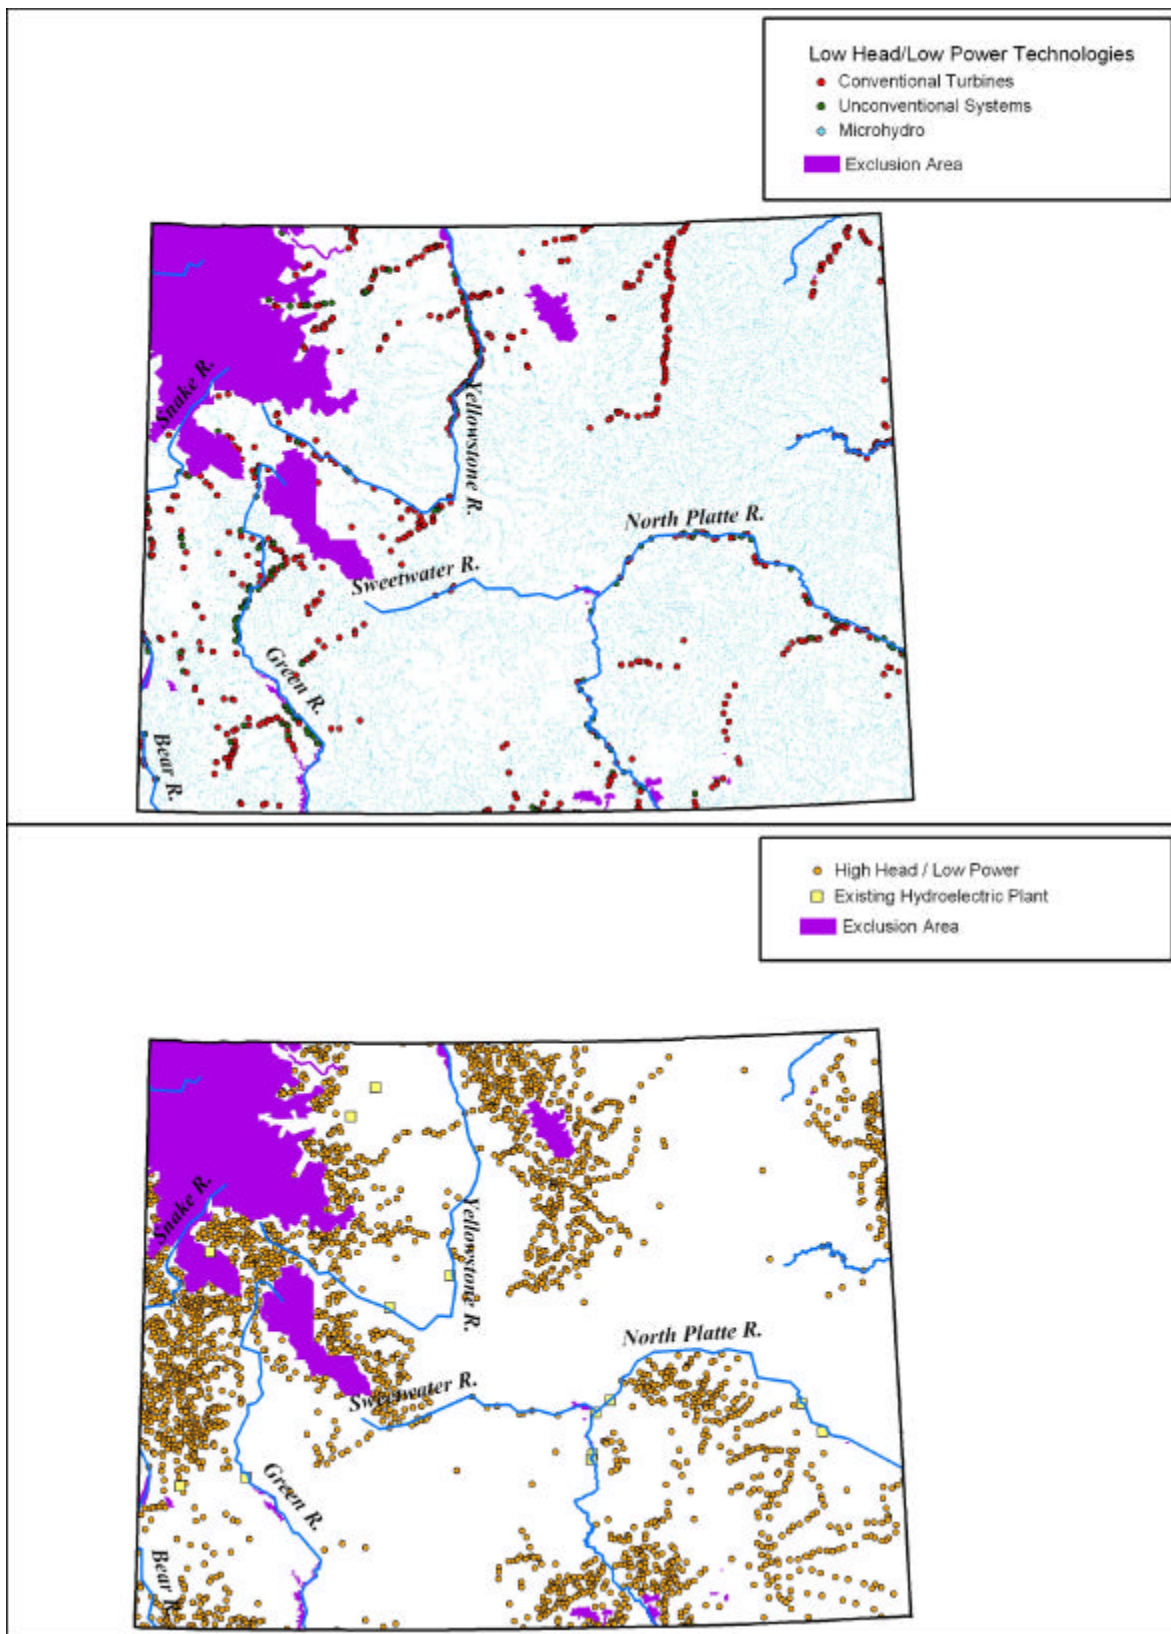 Low Head/Low Power Technologies
Conventional Turbines
Unconventional Systems
Microhydro
Exclusion Area
Snake R.
Yellowstone R.
North Platte R.
Sweetwater R.
Green R.
Bear R.
High Head / Low Power
Existing Hydroelectric Plant
Exclusion Area
Snake R.
Yellowstone R.
North Platte R.
Sweetwater R.
Green R.
Bear R.